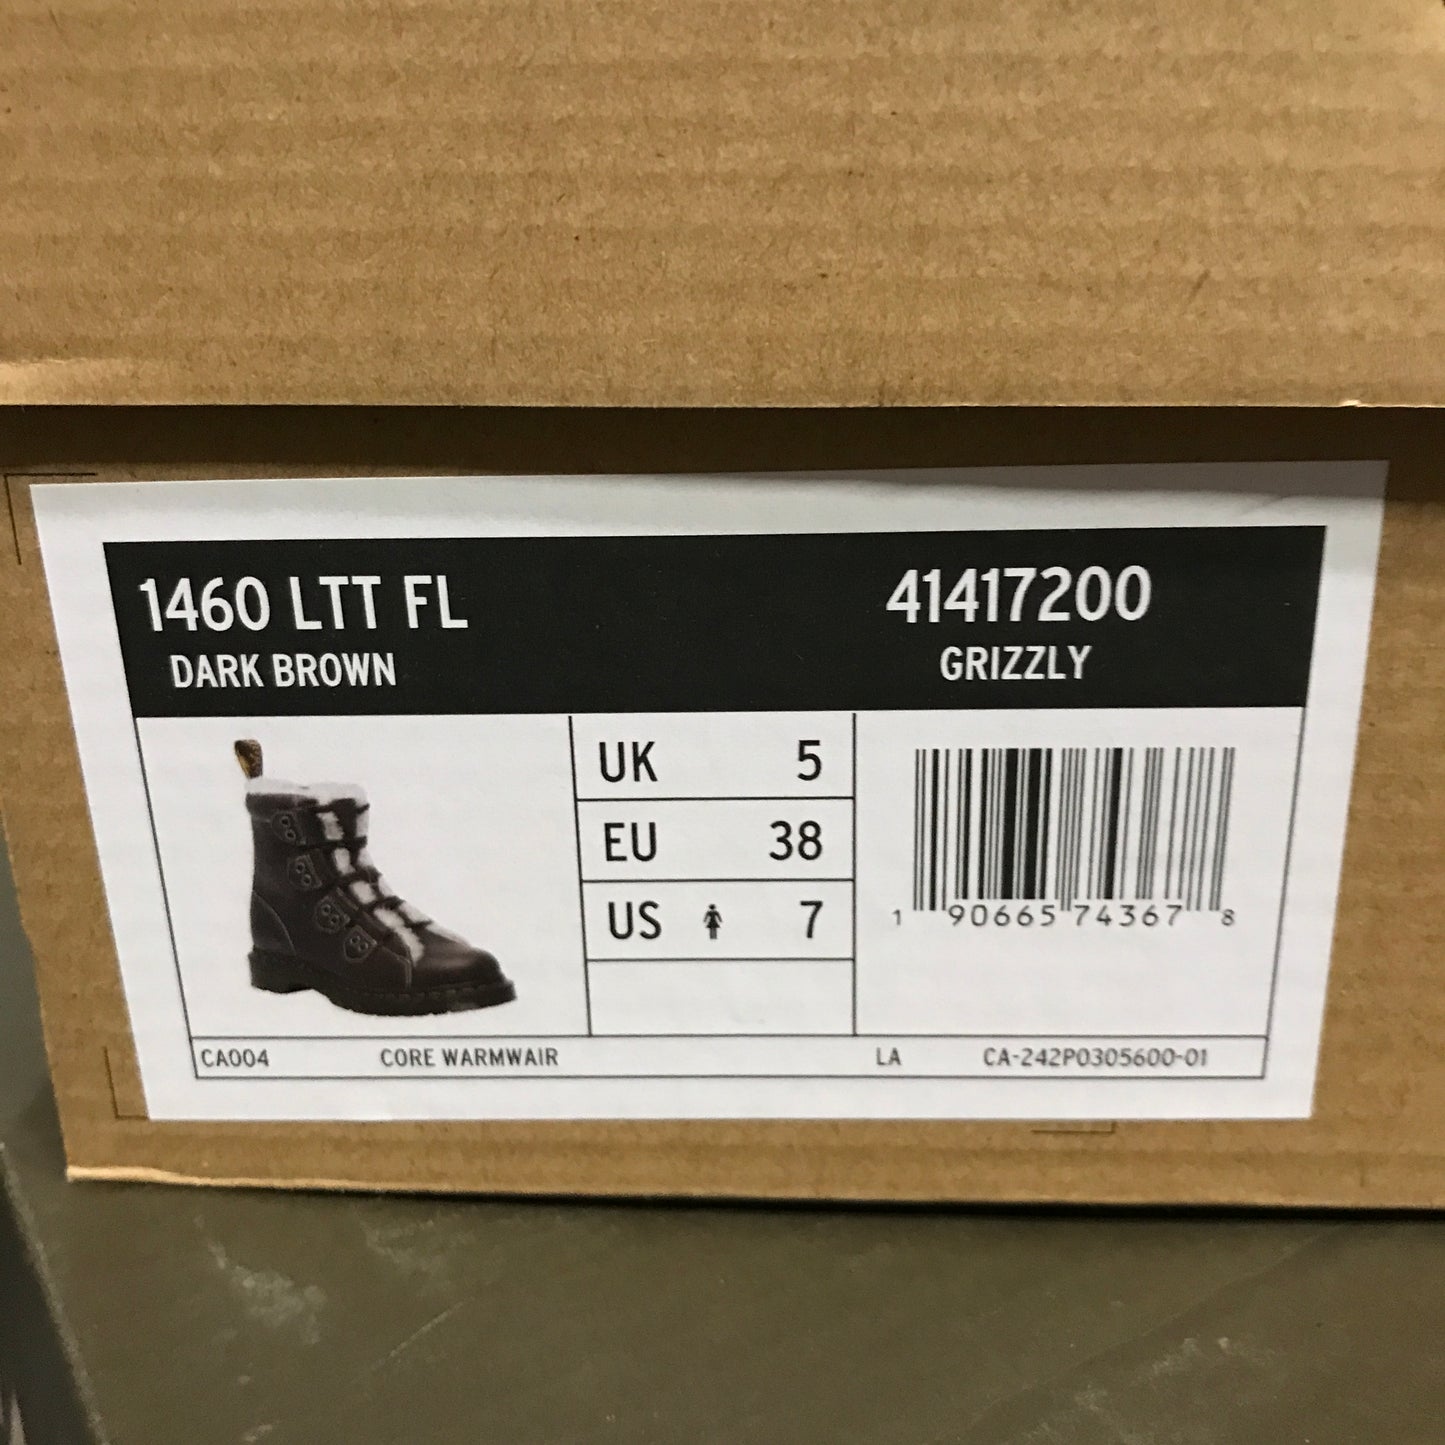 1460 LTT FL 41417200
DARK BROWN GRIZZLY
UK 5
EU 38
US 7
1 90665 74367 8
CA004 CORE WARMWAIR LA CA-242P0305600-01